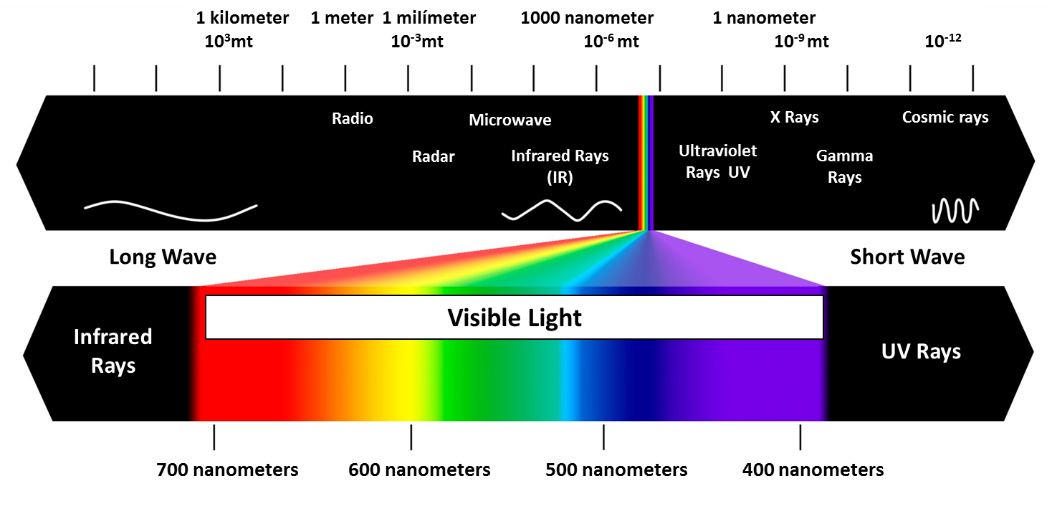 1 kilometer 1 meter 1 milímeter 1000 nanometer 1 nanometer
10³mt 10⁻³mt 10⁻⁶ mt 10⁻⁹ mt 10⁻¹²
Radio Microwave X Rays Cosmic rays
Radar Infrared Rays
(IR)
Ultraviolet
Rays UV
Gamma
Rays
Long Wave Short Wave
Infrared
Rays
Visible Light
UV Rays
700 nanometers 600 nanometers 500 nanometers 400 nanometers